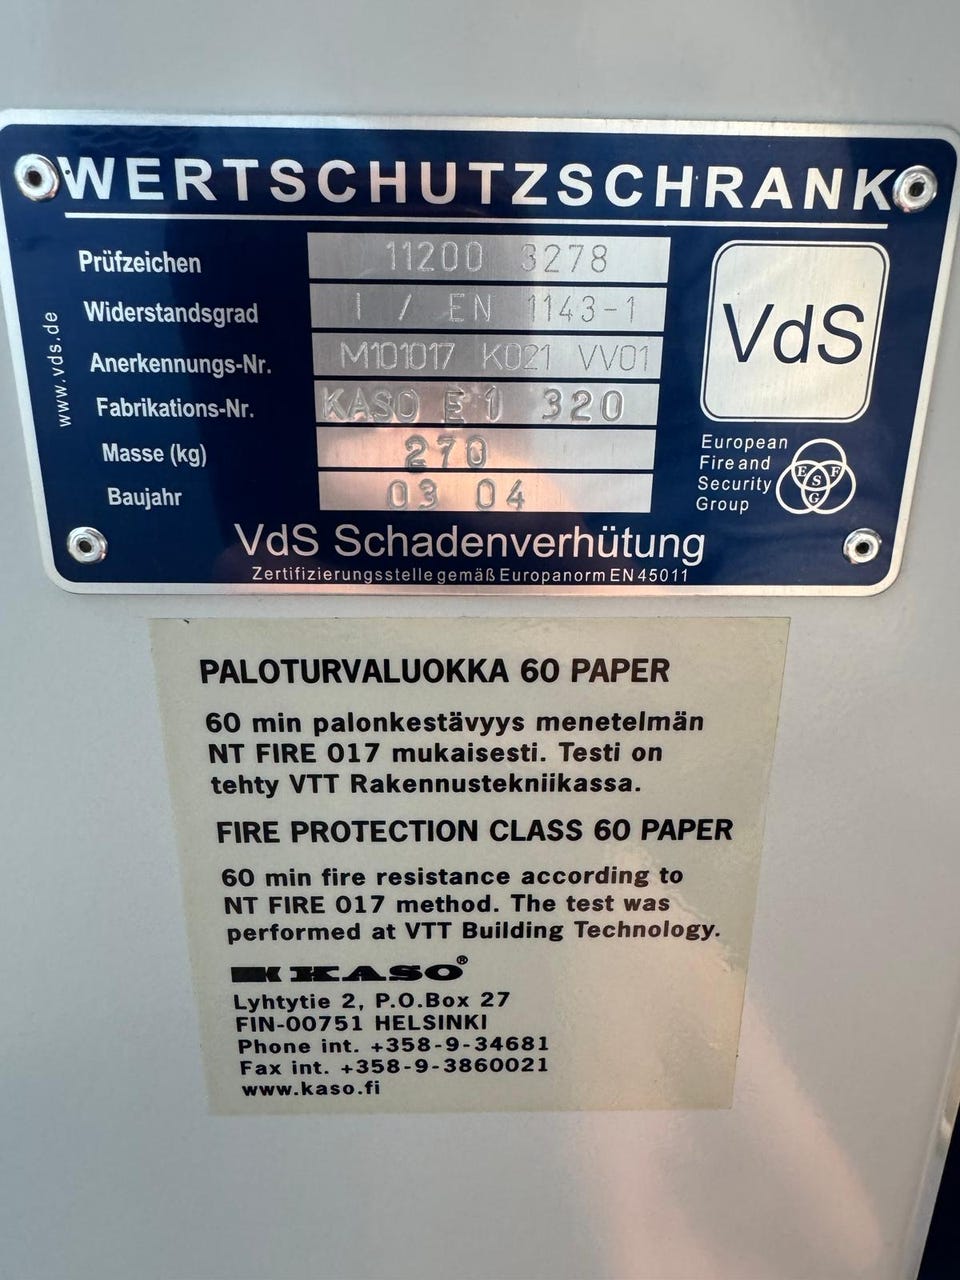 WERTSCHUTZSCHRANK
Prüfzeichen 11200 3278
Widerstandsgrad I / EN 1143-1
Anerkennungs-Nr. M101017 K021 VV01
Fabrikations-Nr. KASO E1 320
Masse (kg) 270
Baujahr 03 04
www.vds.de
VdS
European
Fire and
Security
Group
E F
S
G
VdS Schadenverhütung
Zertifizierungsstelle gemäß Europanorm EN 45011
PALOTURVALUOKKA 60 PAPER
60 min palonkestävyys menetelmän
NT FIRE 017 mukaisesti. Testi on
tehty VTT Rakennustekniikassa.
FIRE PROTECTION CLASS 60 PAPER
60 min fire resistance according to
NT FIRE 017 method. The test was
performed at VTT Building Technology.
KASO®
Lyhtytie 2, P.O.Box 27
FIN-00751 HELSINKI
Phone int. +358-9-34681
Fax int. +358-9-3860021
www.kaso.fi